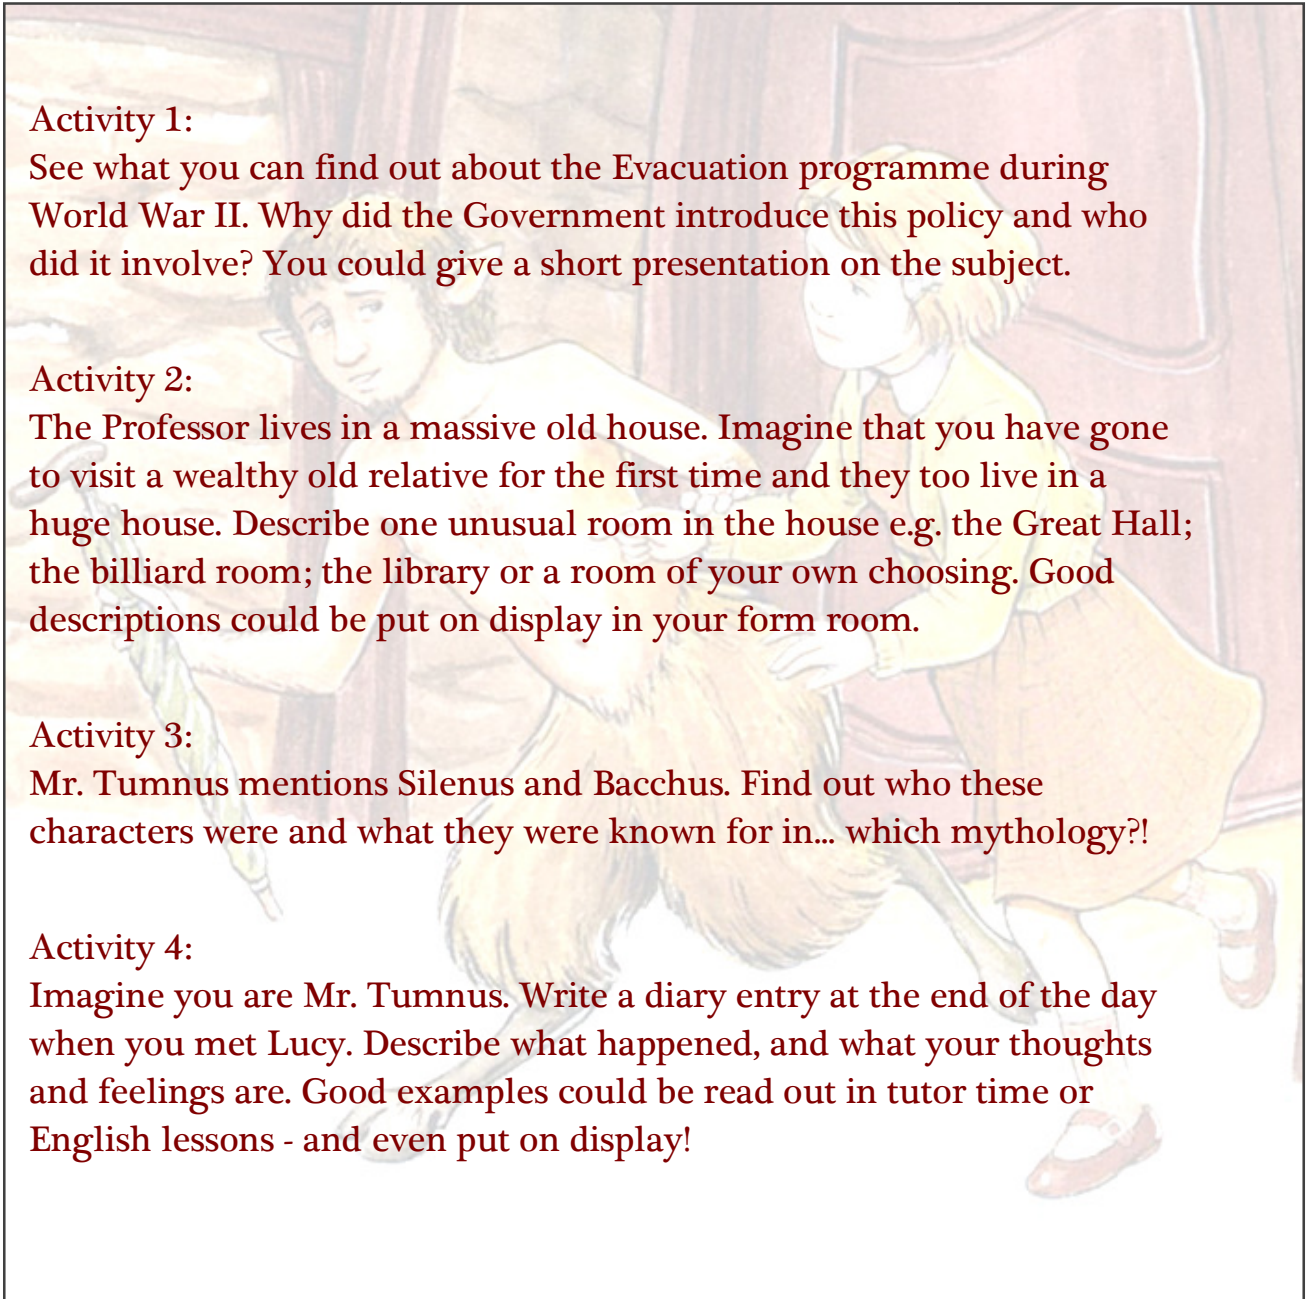 Activity 1:
See what you can find out about the Evacuation programme during
World War II. Why did the Government introduce this policy and who
did it involve? You could give a short presentation on the subject.
Activity 2:
The Professor lives in a massive old house. Imagine that you have gone
to visit a wealthy old relative for the first time and they too live in a
huge house. Describe one unusual room in the house e.g. the Great Hall;
the billiard room; the library or a room of your own choosing. Good
descriptions could be put on display in your form room.
Activity 3:
Mr. Tumnus mentions Silenus and Bacchus. Find out who these
characters were and what they were known for in... which mythology?!
Activity 4:
Imagine you are Mr. Tumnus. Write a diary entry at the end of the day
when you met Lucy. Describe what happened, and what your thoughts
and feelings are. Good examples could be read out in tutor time or
English lessons - and even put on display!